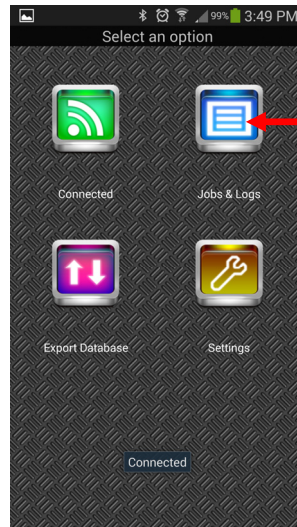 99% 3:49 PM
Select an option
Connected
Jobs & Logs
Export Database
Settings
Connected